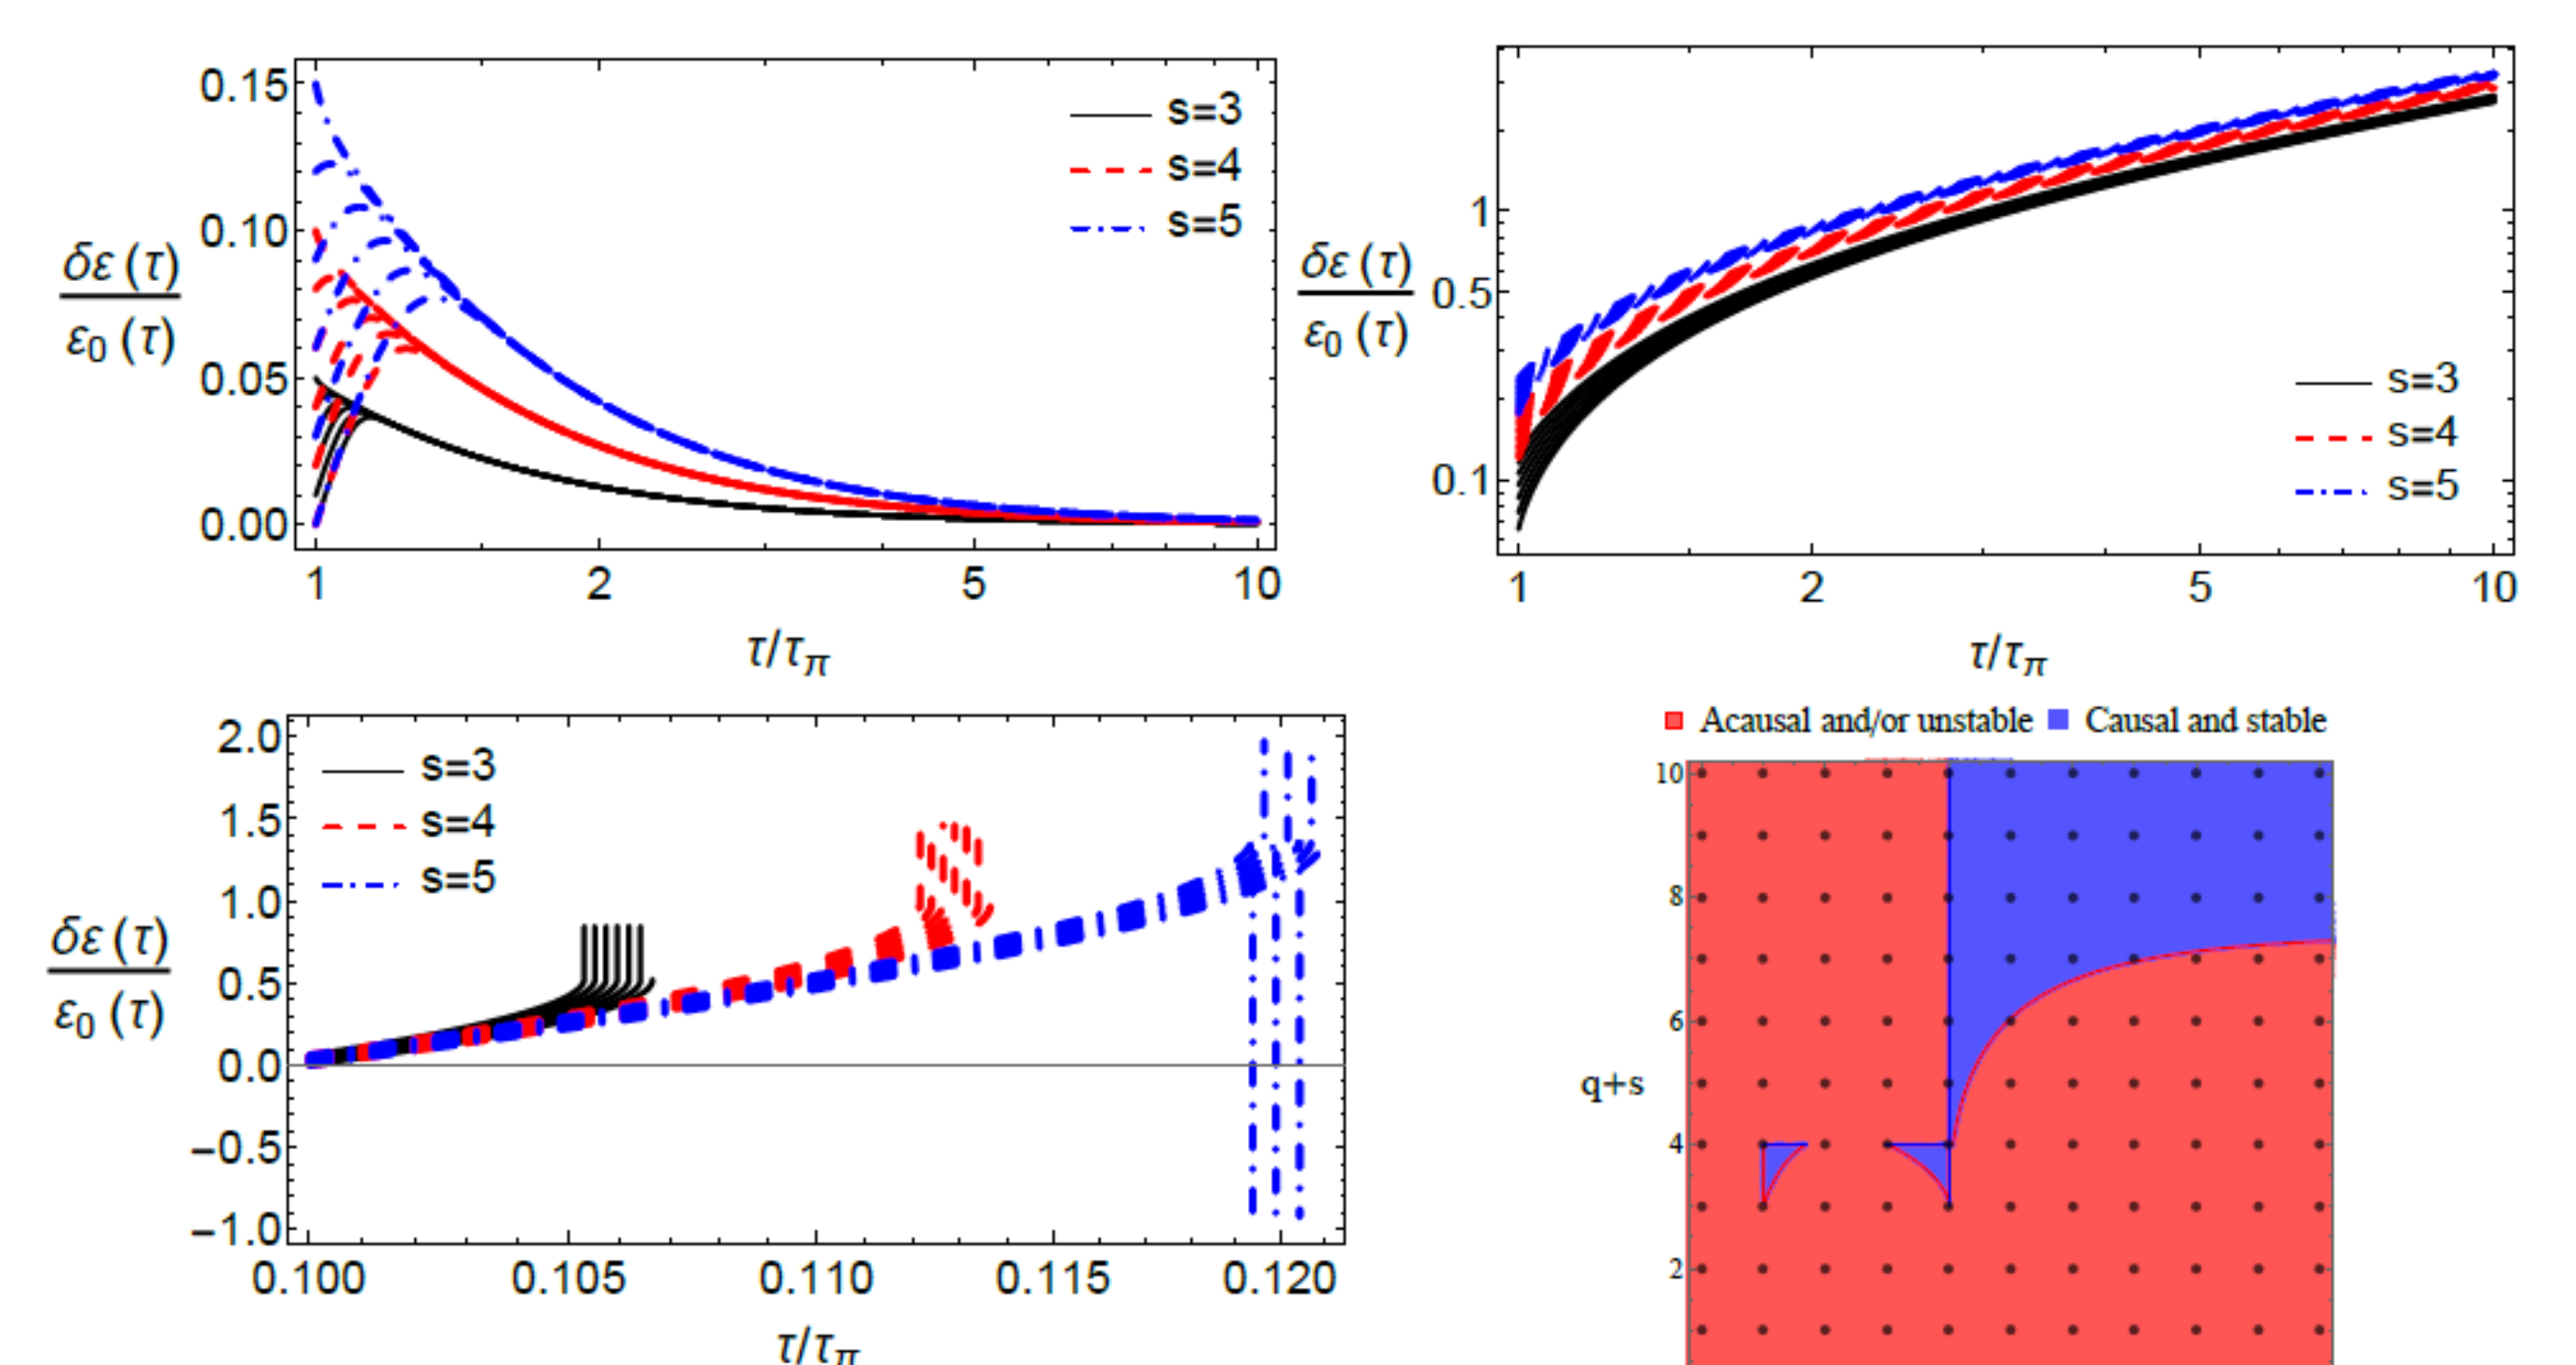 0.15
0.10
0.05
0.00
δε (τ)
ε₀ (τ)
s=3
s=4
s=5
1
2
5
10
τ/τπ
1
0.5
0.1
δε (τ)
ε₀ (τ)
s=3
s=4
s=5
1
2
5
10
τ/τπ
2.0
1.5
1.0
0.5
0.0
−0.5
−1.0
δε (τ)
ε₀ (τ)
s=3
s=4
s=5
0.100
0.105
0.110
0.115
0.120
τ/τπ
Acausal and/or unstable
Causal and stable
10
8
6
4
2
q+s